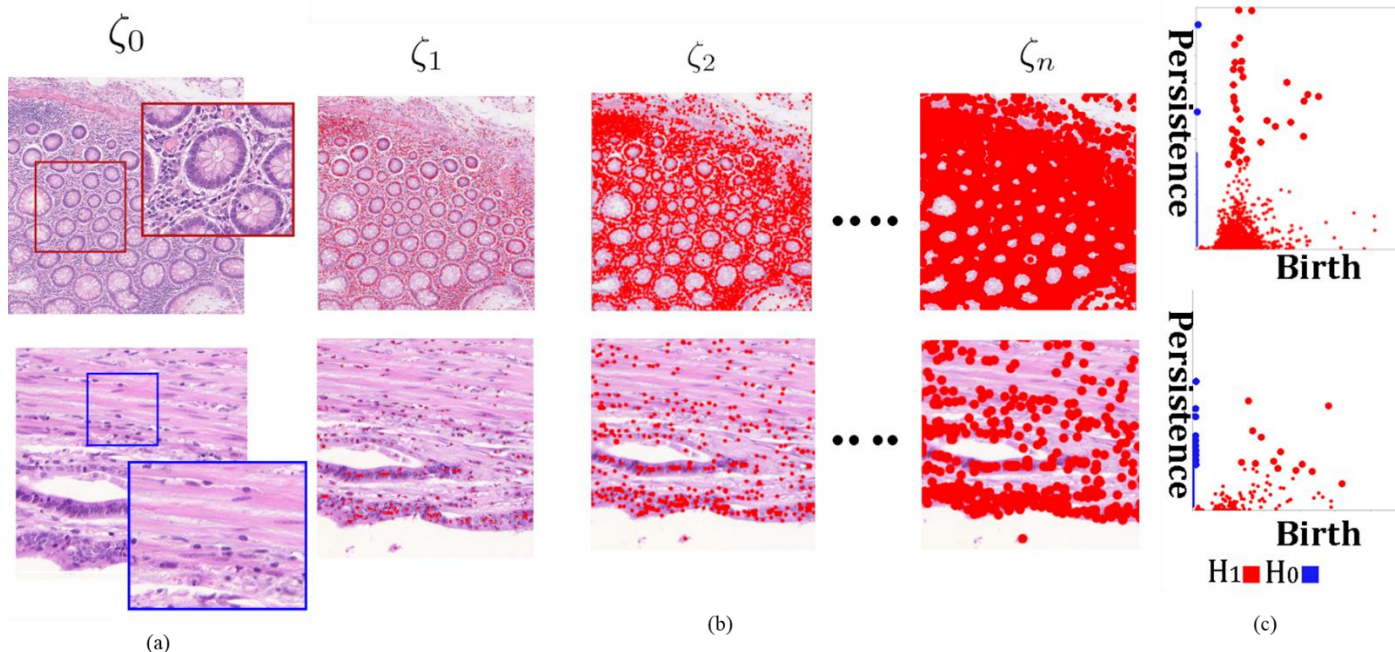 ζ₀
ζ₁
ζ₂
ζₙ
Persistence
Birth
Persistence
Birth
H1 H0
(a)
(b)
(c)